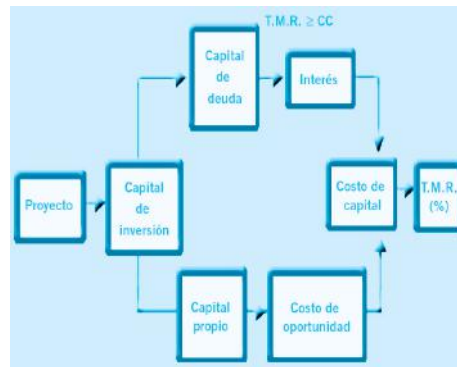 T.M.R. ≥ CC
Capital
de
deuda
Interés
Proyecto
Capital
de
inversión
Costo de
capital
T.M.R.
(%)
Capital
propio
Costo de
oportunidad